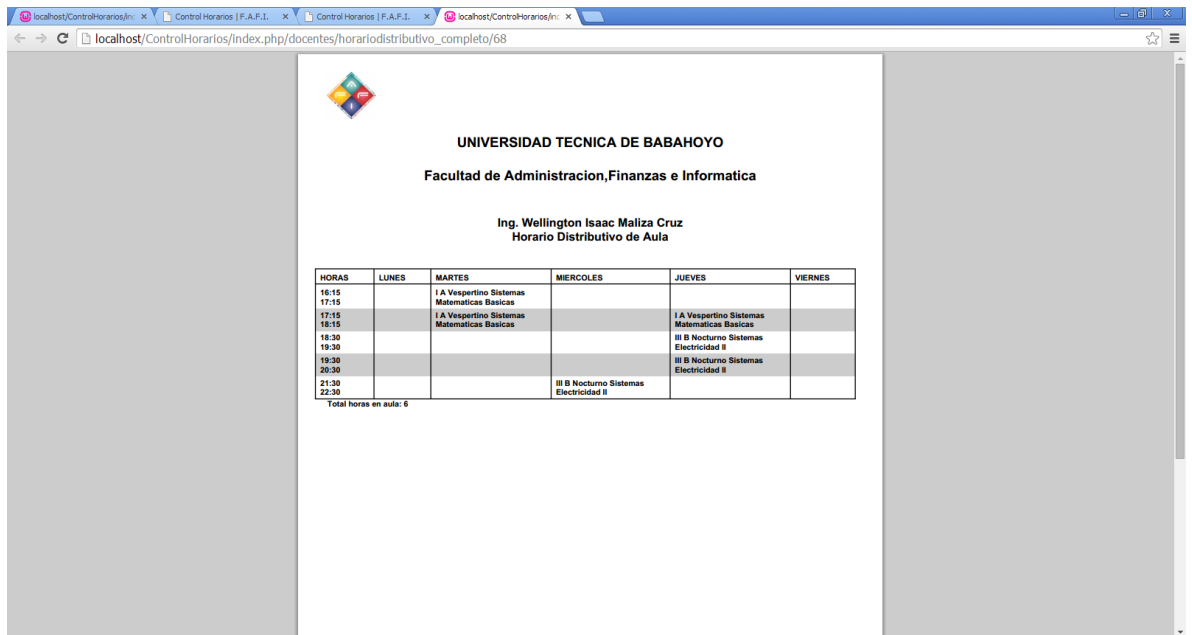 localhost/ControlHorarios/in
Control Horarios | F.A.F.I.
Control Horarios | F.A.F.I.
localhost/ControlHorarios/in
localhost/ControlHorarios/index.php/docentes/horariodistributivo_completo/68
UNIVERSIDAD TECNICA DE BABAHOYO
Facultad de Administracion,Finanzas e Informatica
Ing. Wellington Isaac Maliza Cruz
Horario Distributivo de Aula
HORAS LUNES MARTES MIERCOLES JUEVES VIERNES
16:15 I A Vespertino Sistemas
17:15 Matematicas Basicas
17:15 I A Vespertino Sistemas I A Vespertino Sistemas
18:15 Matematicas Basicas Matematicas Basicas
18:30 III B Nocturno Sistemas
19:30 Electricidad II
19:30 III B Nocturno Sistemas
20:30 Electricidad II
21:30 III B Nocturno Sistemas
22:30 Electricidad II
Total horas en aula: 6